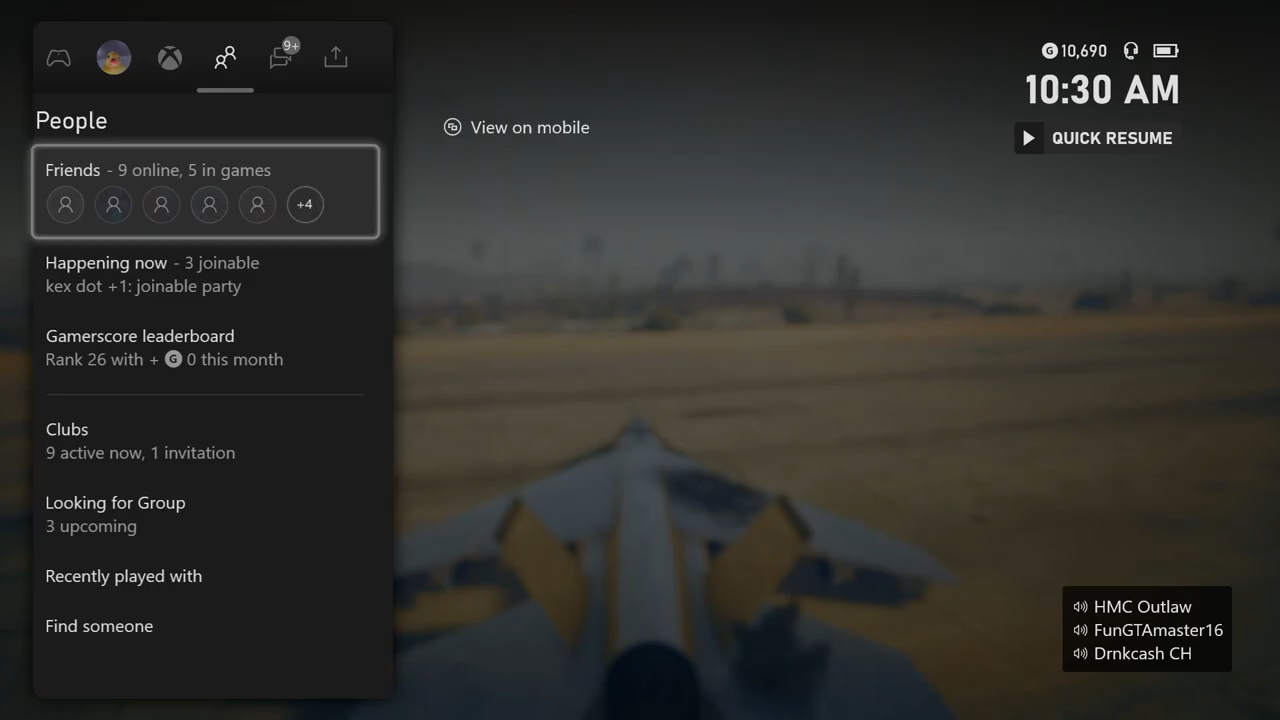 9+
People
Friends - 9 online, 5 in games
+4
Happening now - 3 joinable
kex dot +1: joinable party
Gamerscore leaderboard
Rank 26 with + G 0 this month
Clubs
9 active now, 1 invitation
Looking for Group
3 upcoming
Recently played with
Find someone
View on mobile
G 10,690
10:30 AM
QUICK RESUME
HMC Outlaw
FunGTAmaster16
Drnkcash CH